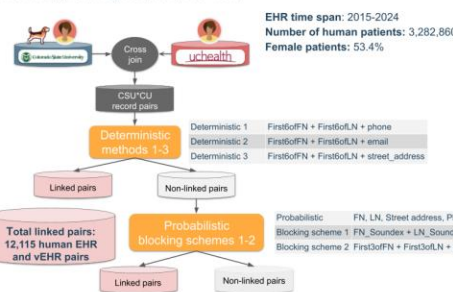 EHR time span: 2015-2024
Number of human patients: 3,282,860
Female patients: 53.4%
Colorado State University
Cross
join
uchealth
CSU*CU
record pairs
Deterministic
methods 1-3
Deterministic 1 First6ofFN + First6ofLN + phone
Deterministic 2 First6ofFN + First6ofLN + email
Deterministic 3 First6ofFN + First6ofLN + street_address
Linked pairs
Non-linked pairs
Total linked pairs:
12,115 human EHR
and vEHR pairs
Probabilistic
blocking schemes 1-2
Probabilistic FN, LN, Street address,
Blocking scheme 1 FN_Soundex +
Blocking scheme 2 First3ofFN + First3ofLN +
Linked pairs
Non-linked pairs